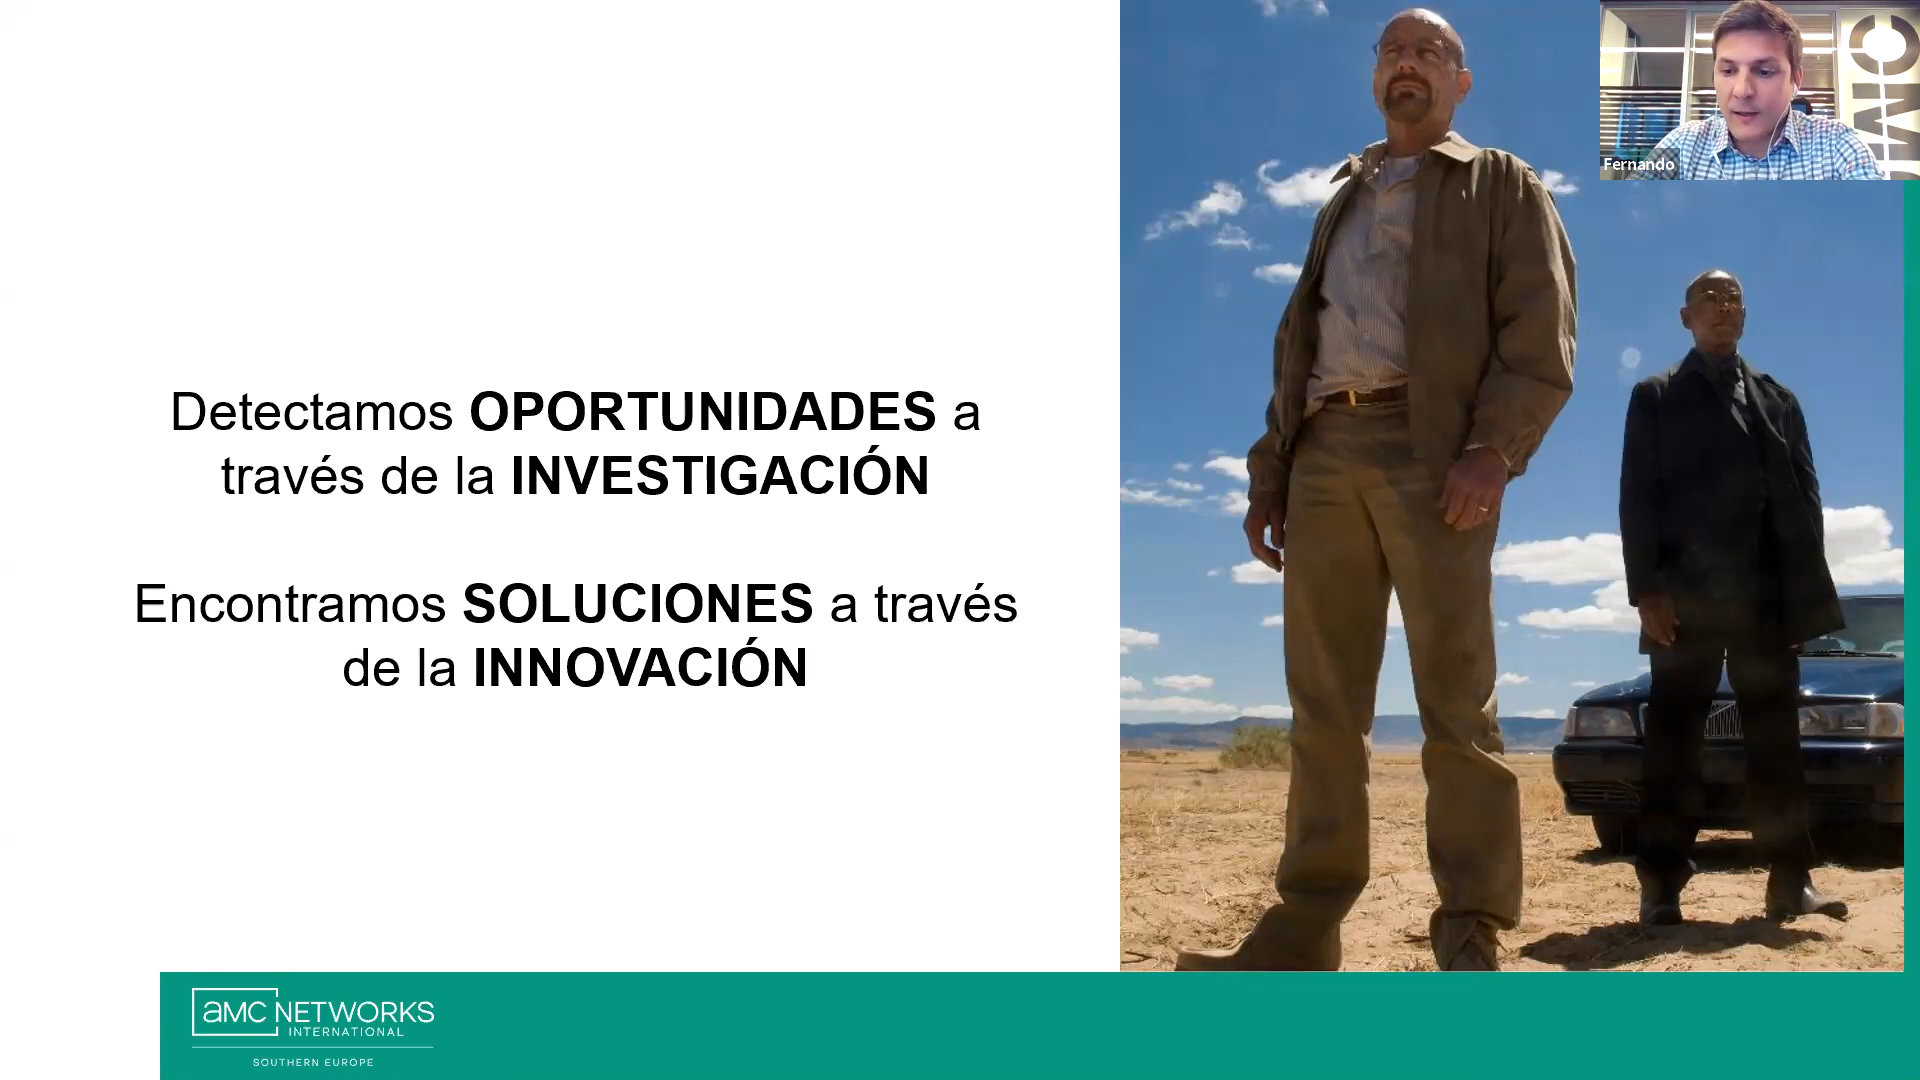 Detectamos OPORTUNIDADES a
través de la INVESTIGACIÓN
Encontramos SOLUCIONES a través
de la INNOVACIÓN
Fernando
aMC NETWORKS
INTERNATIONAL
SOUTHERN EUROPE